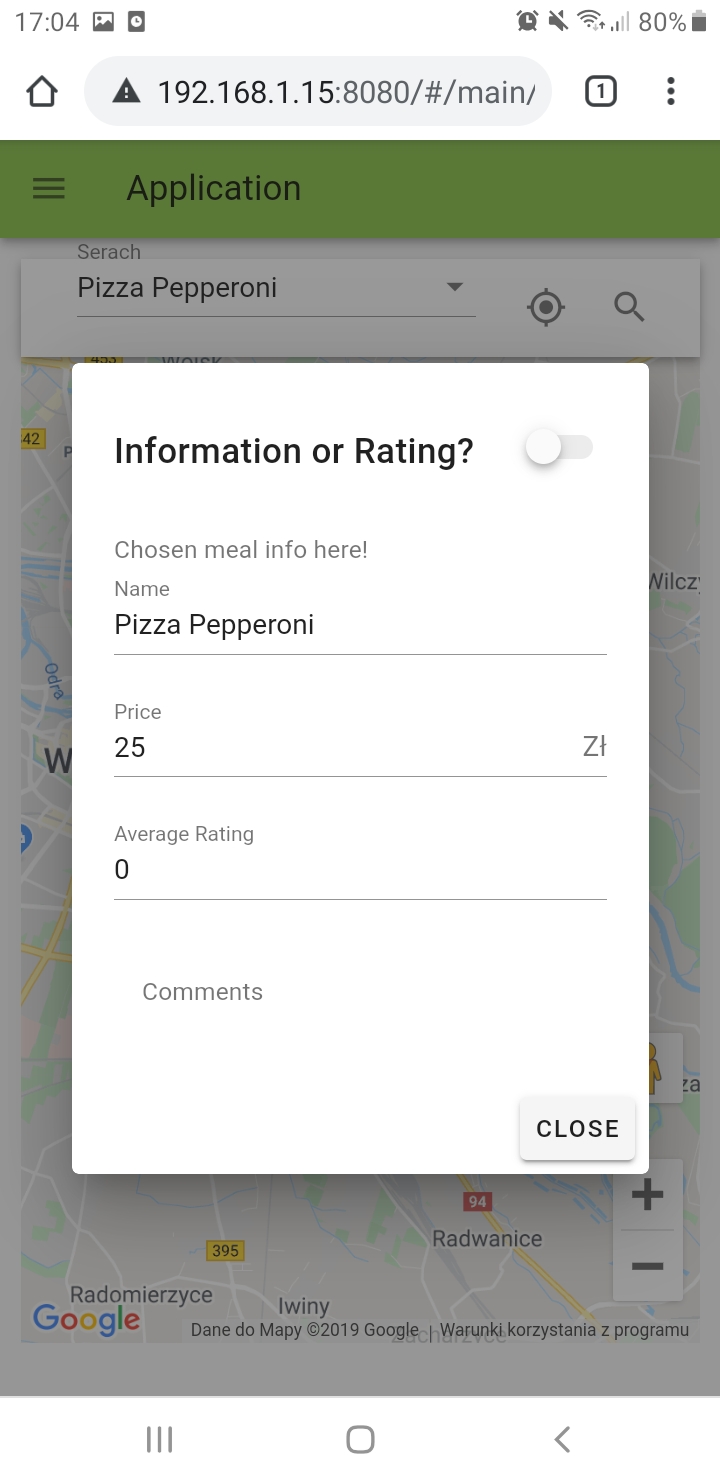 17:04
80%
192.168.1.15:8080/#/main/
1
Application
Serach
Pizza Pepperoni
42
Information or Rating?
Chosen meal info here!
Name
Pizza Pepperoni
Wilcz
Odra
Price
25 Zł
W
Average Rating
0
Comments
za
CLOSE
94
Radwanice
395
Radomierzyce
Iwiny
Google
Dane do Mapy ©2019 Google
Warunki korzystania z programu